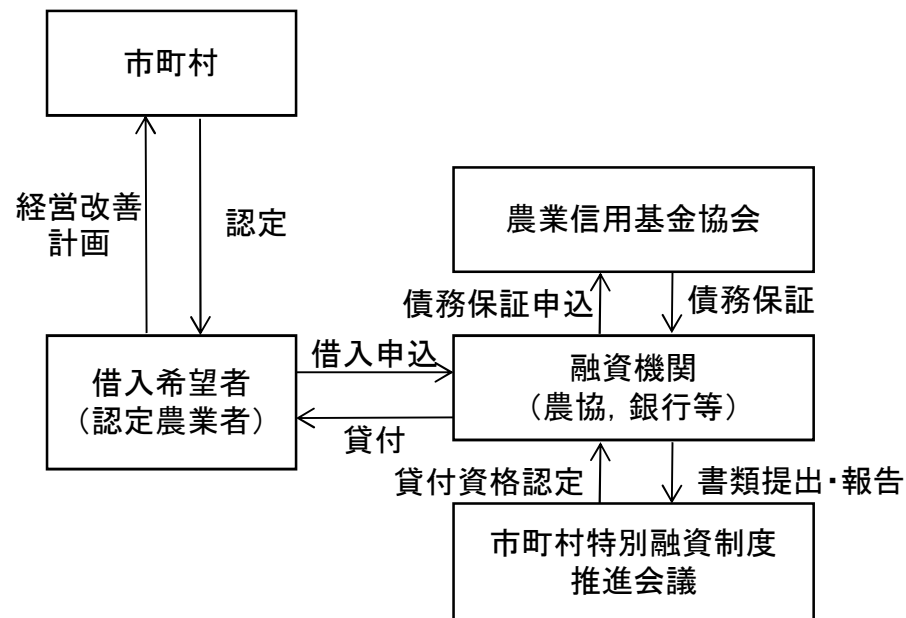 市町村
経営改善
計画
認定
農業信用基金協会
債務保証申込
債務保証
借入希望者
（認定農業者）
借入申込
貸付
融資機関
（農協，銀行等）
貸付資格認定
書類提出・報告
市町村特別融資制度
推進会議